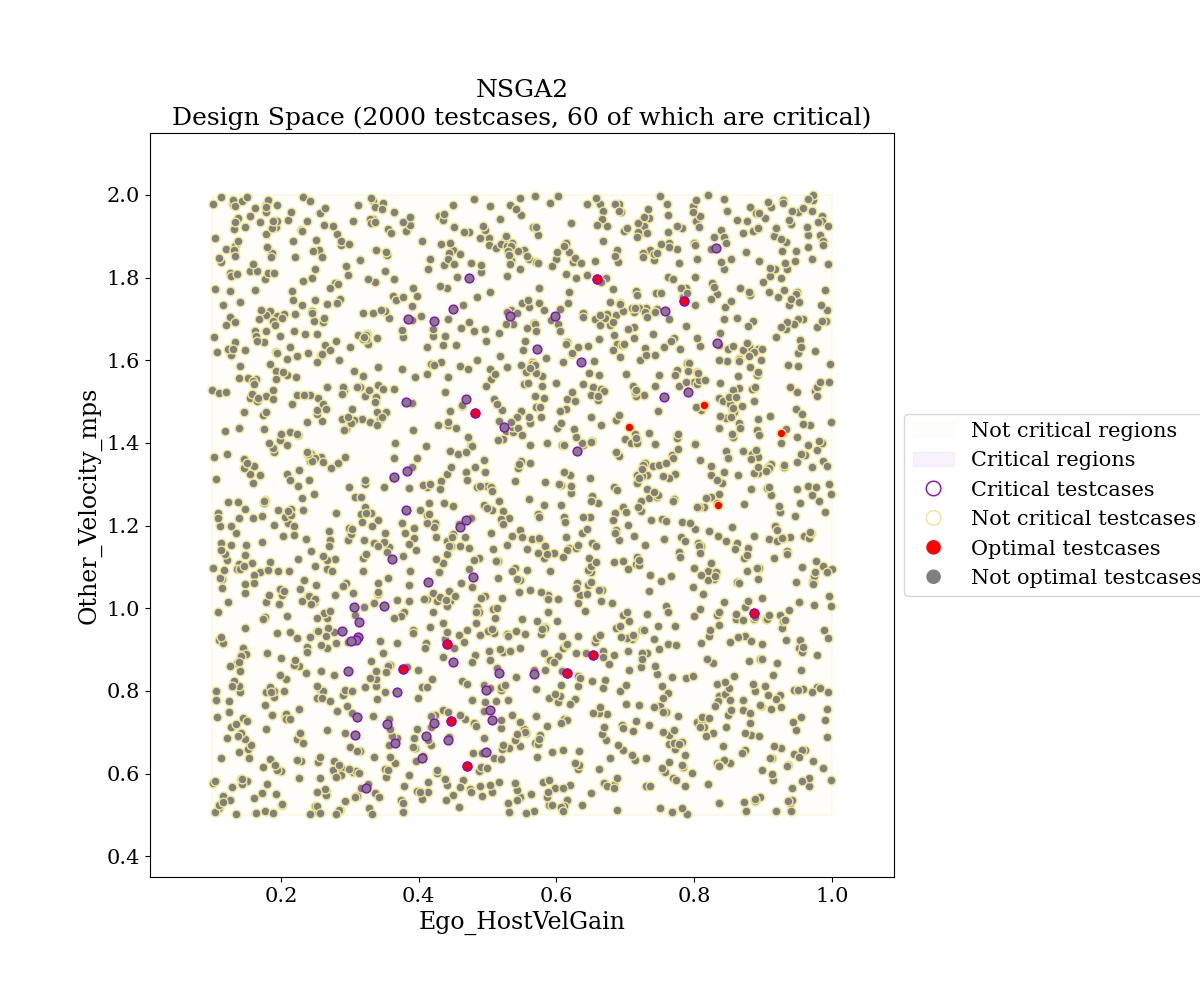 NSGA2
Design Space (2000 testcases, 60 of which are critical)
2.0
1.8
1.6
1.4
1.2
1.0
0.8
0.6
0.4
Other_Velocity_mps
0.2
0.4
0.6
0.8
1.0
Ego_HostVelGain
Not critical regions
Critical regions
Critical testcases
Not critical testcases
Optimal testcases
Not optimal testcases